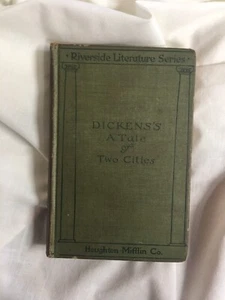 Riverside Literature Series
DICKENS'S
A Tale
of
Two Cities
Houghton Mifflin Co.